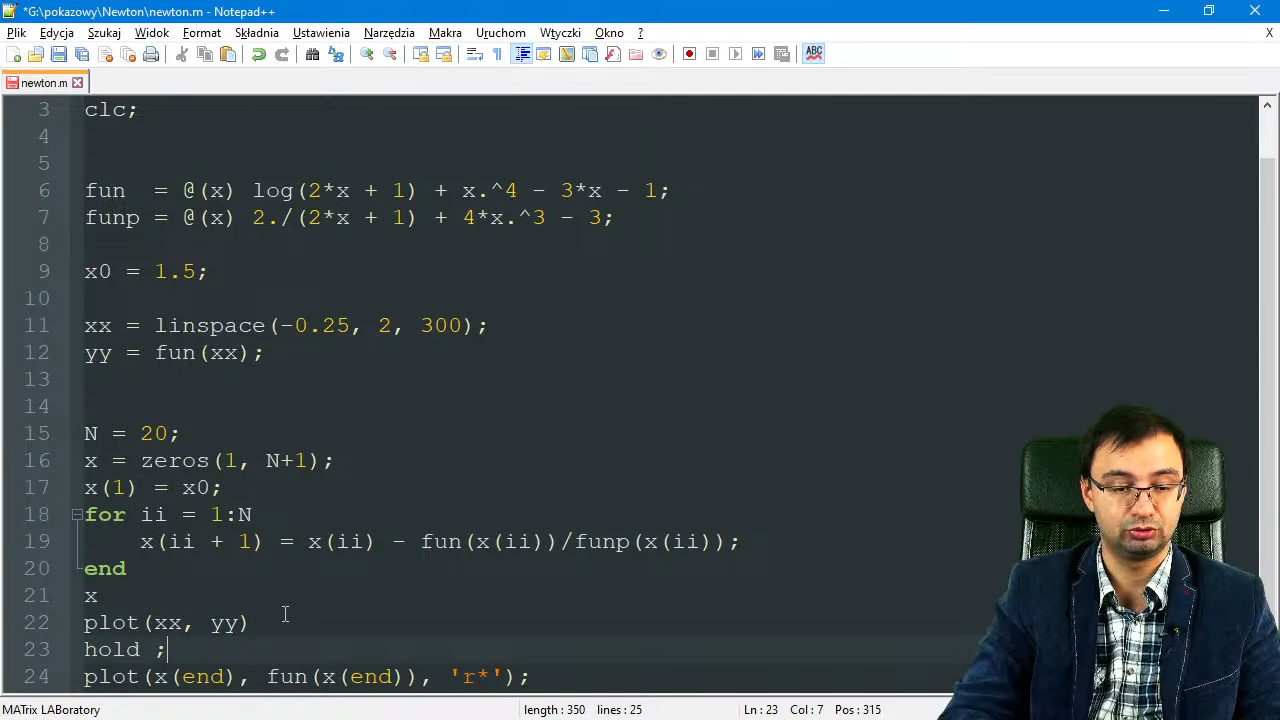 *G:\pokazowy\Newton\newton.m - Notepad++
Plik Edycja Szukaj Widok Format Składnia Ustawienia Narzędzia Makra Uruchom Wtyczki Okno ? X
ABC
newton.m
3 clc;
4
5
6 fun  = @(x) log(2*x + 1) + x.^4 - 3*x - 1;
7 funp = @(x) 2./(2*x + 1) + 4*x.^3 - 3;
8
9 x0 = 1.5;
10
11 xx = linspace(-0.25, 2, 300);
12 yy = fun(xx);
13
14
15 N = 20;
16 x = zeros(1, N+1);
17 x(1) = x0;
18 for ii = 1:N
19     x(ii + 1) = x(ii) - fun(x(ii))/funp(x(ii));
20 end
21 x
22 plot(xx, yy)
23 hold ;
24 plot(x(end), fun(x(end)), 'r*');
MATrix LABoratory length : 350 lines : 25 Ln : 23 Col : 7 Pos : 315